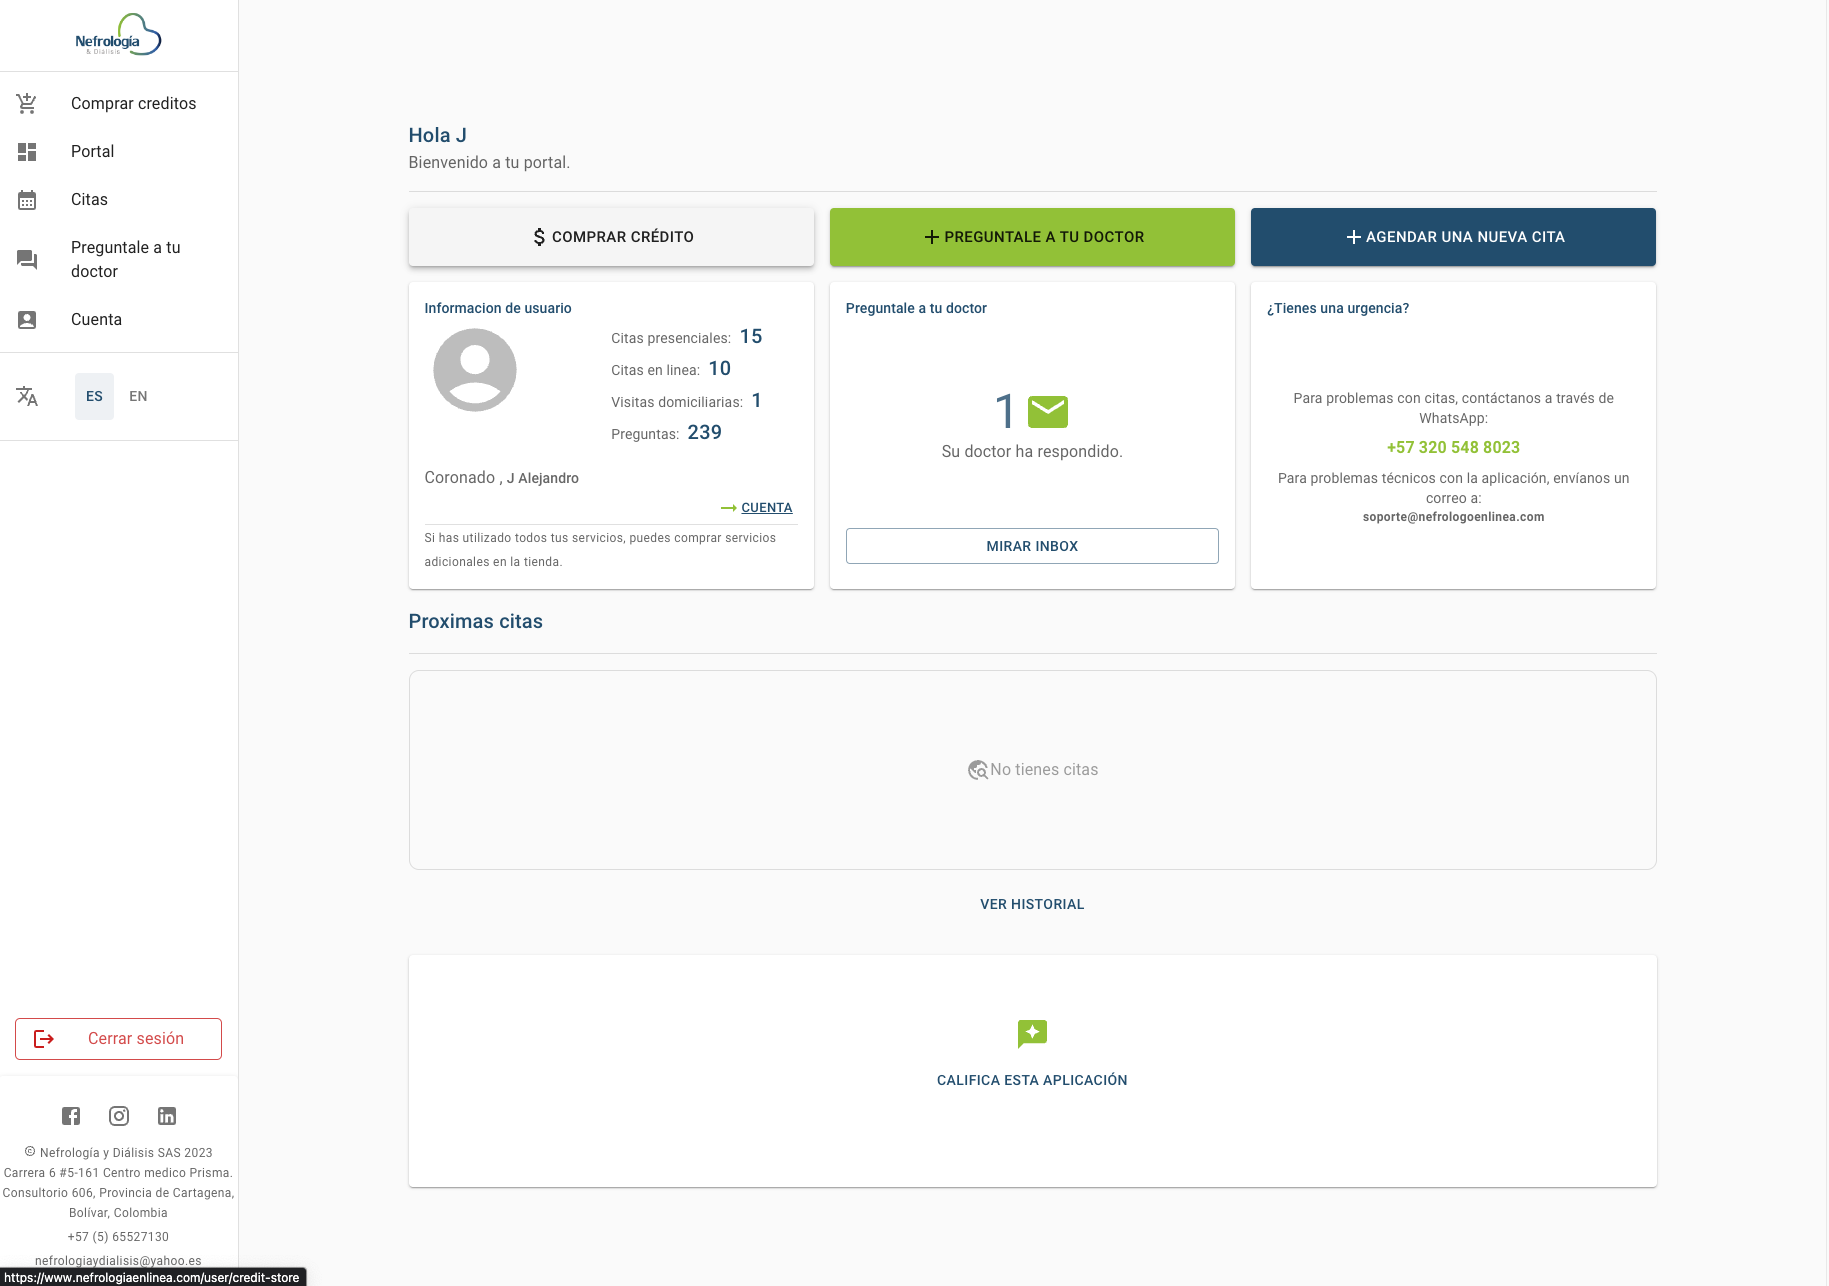 Nefrología
& Diálisis
Comprar creditos
Portal
Citas
Preguntale a tu
doctor
Cuenta
ES EN
Cerrar sesión
© Nefrología y Diálisis SAS 2023
Carrera 6 #5-161 Centro medico Prisma.
Consultorio 606, Provincia de Cartagena,
Bolívar, Colombia
+57 (5) 65527130
nefrologiaydialisis@yahoo.es
https://www.nefrologiaenlinea.com/user/credit-store
Hola J
Bienvenido a tu portal.
$ COMPRAR CRÉDITO
+ PREGUNTALE A TU DOCTOR
+ AGENDAR UNA NUEVA CITA
Informacion de usuario
Citas presenciales: 15
Citas en linea: 10
Visitas domiciliarias: 1
Preguntas: 239
Coronado , J Alejandro
CUENTA
Si has utilizado todos tus servicios, puedes comprar servicios
adicionales en la tienda.
Preguntale a tu doctor
1
Su doctor ha respondido.
MIRAR INBOX
¿Tienes una urgencia?
Para problemas con citas, contáctanos a través de
WhatsApp:
+57 320 548 8023
Para problemas técnicos con la aplicación, envíanos un
correo a:
soporte@nefrologoenlinea.com
Proximas citas
No tienes citas
VER HISTORIAL
CALIFICA ESTA APLICACIÓN